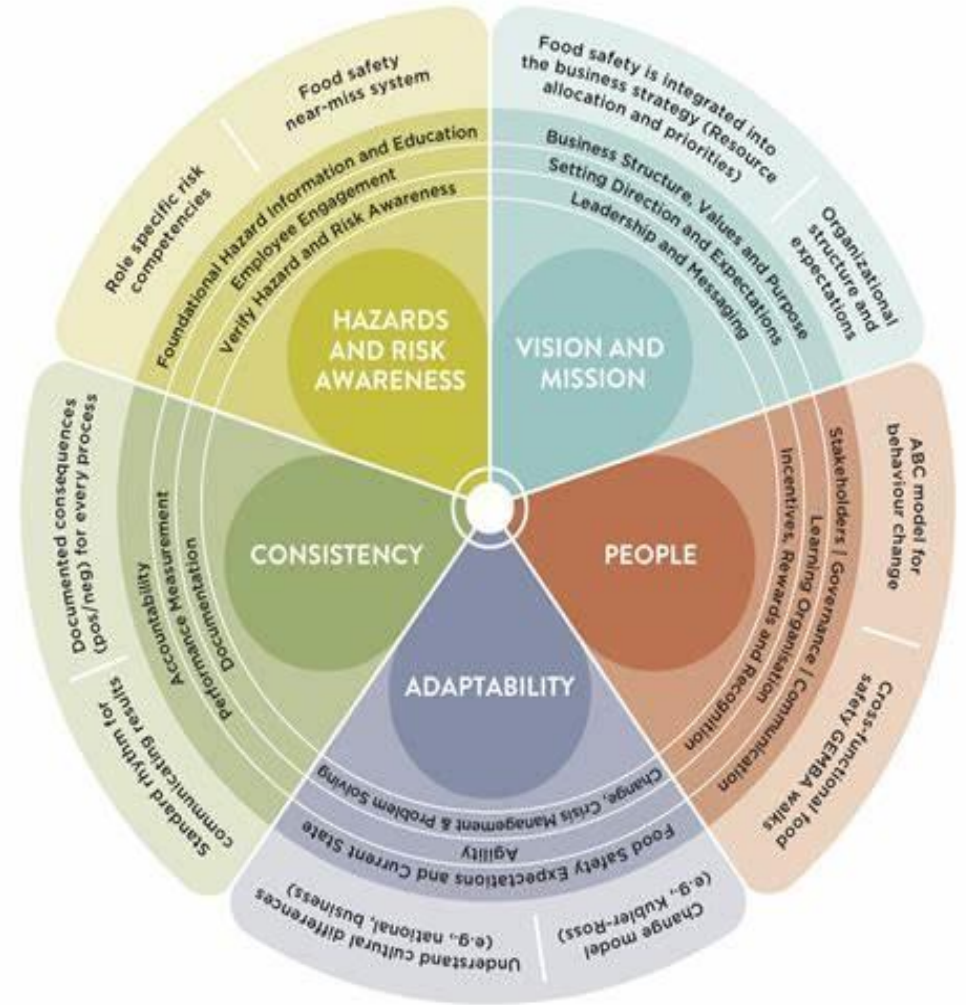 Food safety
near-miss system
Role specific risk
competencies
Foundational Hazard Information and Education
Employee Engagement
Verify Hazard and Risk Awareness
HAZARDS
AND RISK
AWARENESS
Food safety is integrated into
the business strategy (Resource
allocation and priorities)
Organizational
structure and
expectations
Business Structure, Values and Purpose
Setting Direction and Expectations
Leadership and Messaging
VISION AND
MISSION
ABC model for
behaviour change
Cross-functional food
safety GEMBA walks
Stakeholders | Governance | Communication
Learning Organisation
Incentives, Rewards and Recognition
PEOPLE
ADAPTABILITY
Change, Crisis Management & Problem Solving
Agility
Food Safety Expectations and Current State
Change model
(e.g., Kubler-Ross)
Understand cultural differences
(e.g., national, business)
CONSISTENCY
Documentation
Performance Measurement
Accountability
Standard rhythm for
communicating results
Documented consequences
(pos/neg) for every process